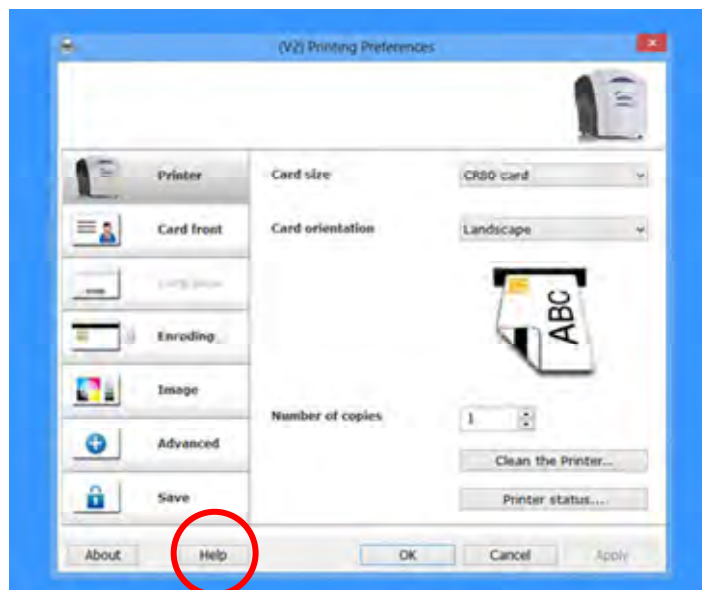 (V2) Printing Preferences
Printer
Card size
CR80 card
Card front
Card orientation
Landscape
ABC
Encoding
Image
Number of copies
1
Advanced
Clean the Printer...
Save
Printer status....
About
Help
OK
Cancel
Apply